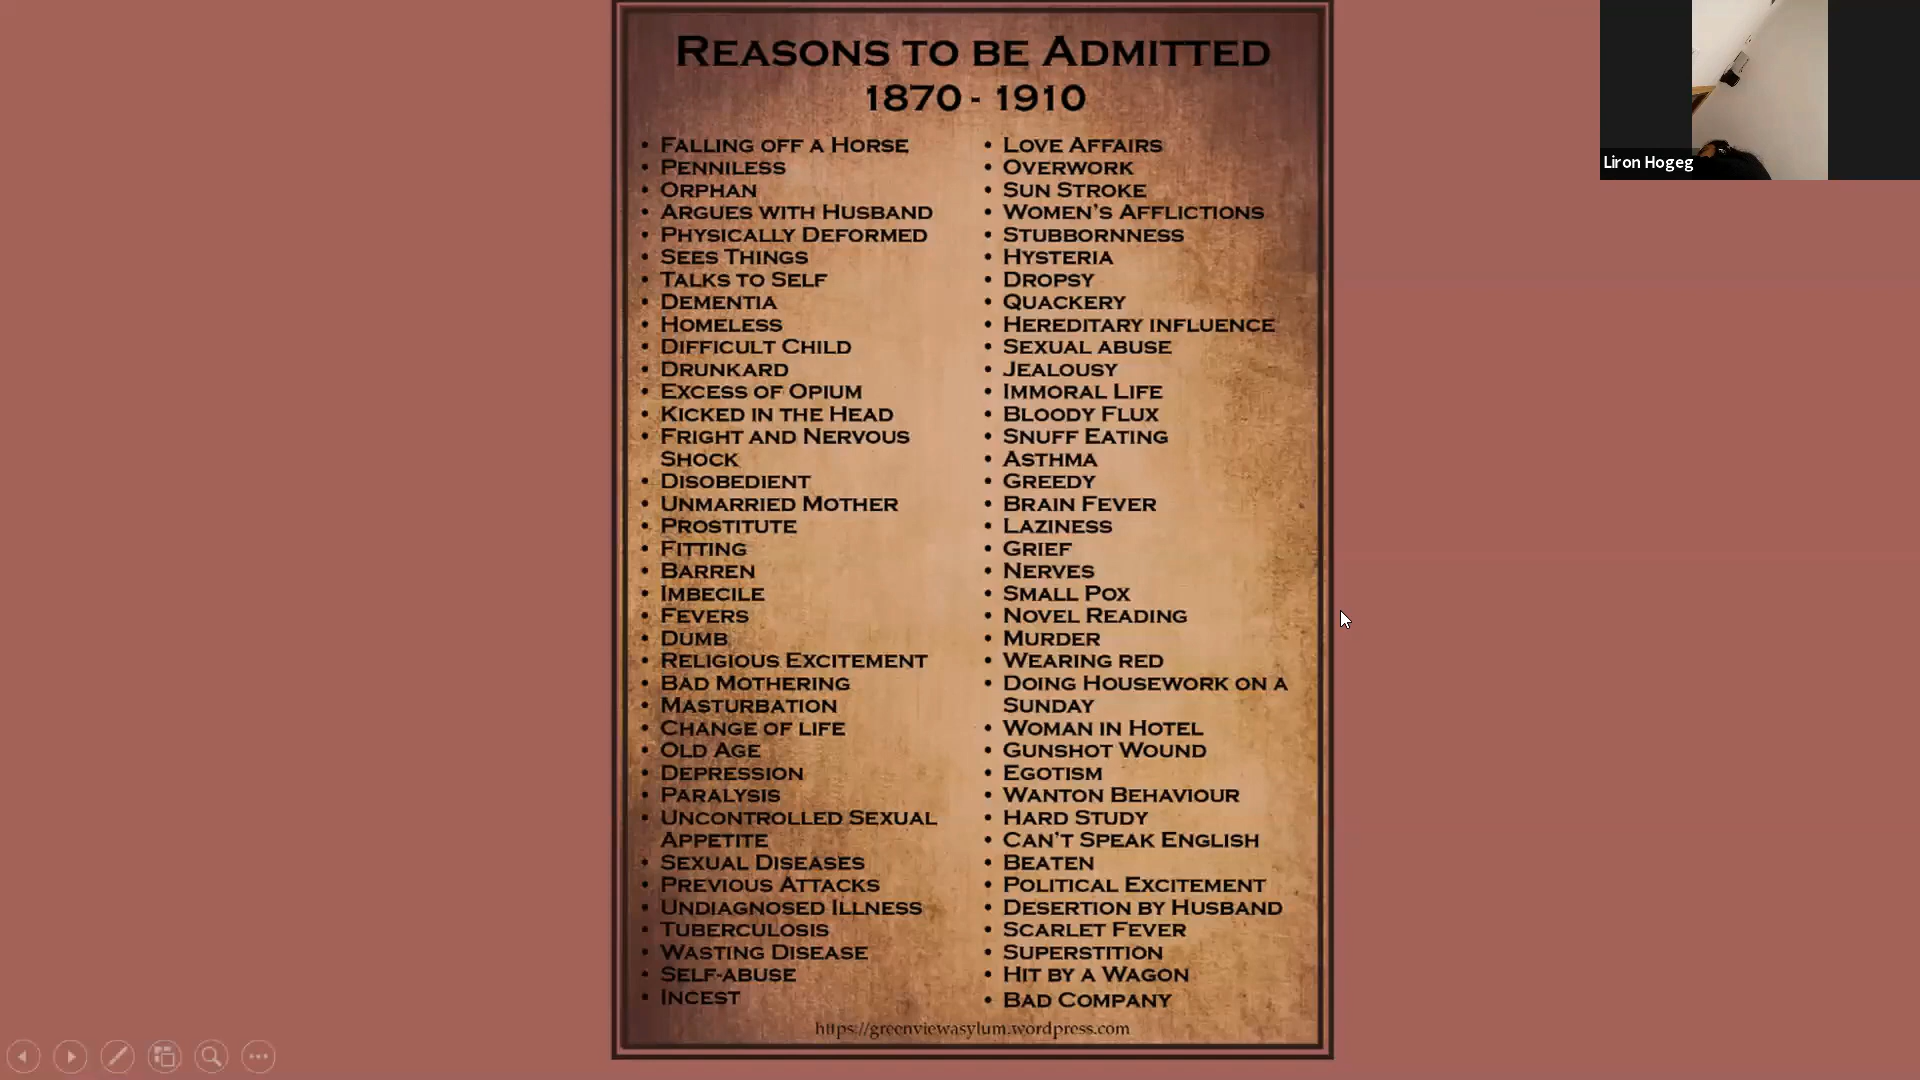 REASONS TO BE ADMITTED
1870 - 1910
• FALLING OFF A HORSE
• PENNILESS
• ORPHAN
• ARGUES WITH HUSBAND
• PHYSICALLY DEFORMED
• SEES THINGS
• TALKS TO SELF
• DEMENTIA
• HOMELESS
• DIFFICULT CHILD
• DRUNKARD
• EXCESS OF OPIUM
• KICKED IN THE HEAD
• FRIGHT AND NERVOUS
SHOCK
• DISOBEDIENT
• UNMARRIED MOTHER
• PROSTITUTE
• FITTING
• BARREN
• IMBECILE
• FEVERS
• DUMB
• RELIGIOUS EXCITEMENT
• BAD MOTHERING
• MASTURBATION
• CHANGE OF LIFE
• OLD AGE
• DEPRESSION
• PARALYSIS
• UNCONTROLLED SEXUAL
APPETITE
• SEXUAL DISEASES
• PREVIOUS ATTACKS
• UNDIAGNOSED ILLNESS
• TUBERCULOSIS
• WASTING DISEASE
• SELF-ABUSE
• INCEST
• LOVE AFFAIRS
• OVERWORK
• SUN STROKE
• WOMEN'S AFFLICTIONS
• STUBBORNNESS
• HYSTERIA
• DROPSY
• QUACKERY
• HEREDITARY INFLUENCE
• SEXUAL ABUSE
• JEALOUSY
• IMMORAL LIFE
• BLOODY FLUX
• SNUFF EATING
• ASTHMA
• GREEDY
• BRAIN FEVER
• LAZINESS
• GRIEF
• NERVES
• SMALL POX
• NOVEL READING
• MURDER
• WEARING RED
• DOING HOUSEWORK ON A
SUNDAY
• WOMAN IN HOTEL
• GUNSHOT WOUND
• EGOTISM
• WANTON BEHAVIOUR
• HARD STUDY
• CAN'T SPEAK ENGLISH
• BEATEN
• POLITICAL EXCITEMENT
• DESERTION BY HUSBAND
• SCARLET FEVER
• SUPERSTITION
• HIT BY A WAGON
• BAD COMPANY
https://greenviewasylum.wordpress.com
Liron Hogeg